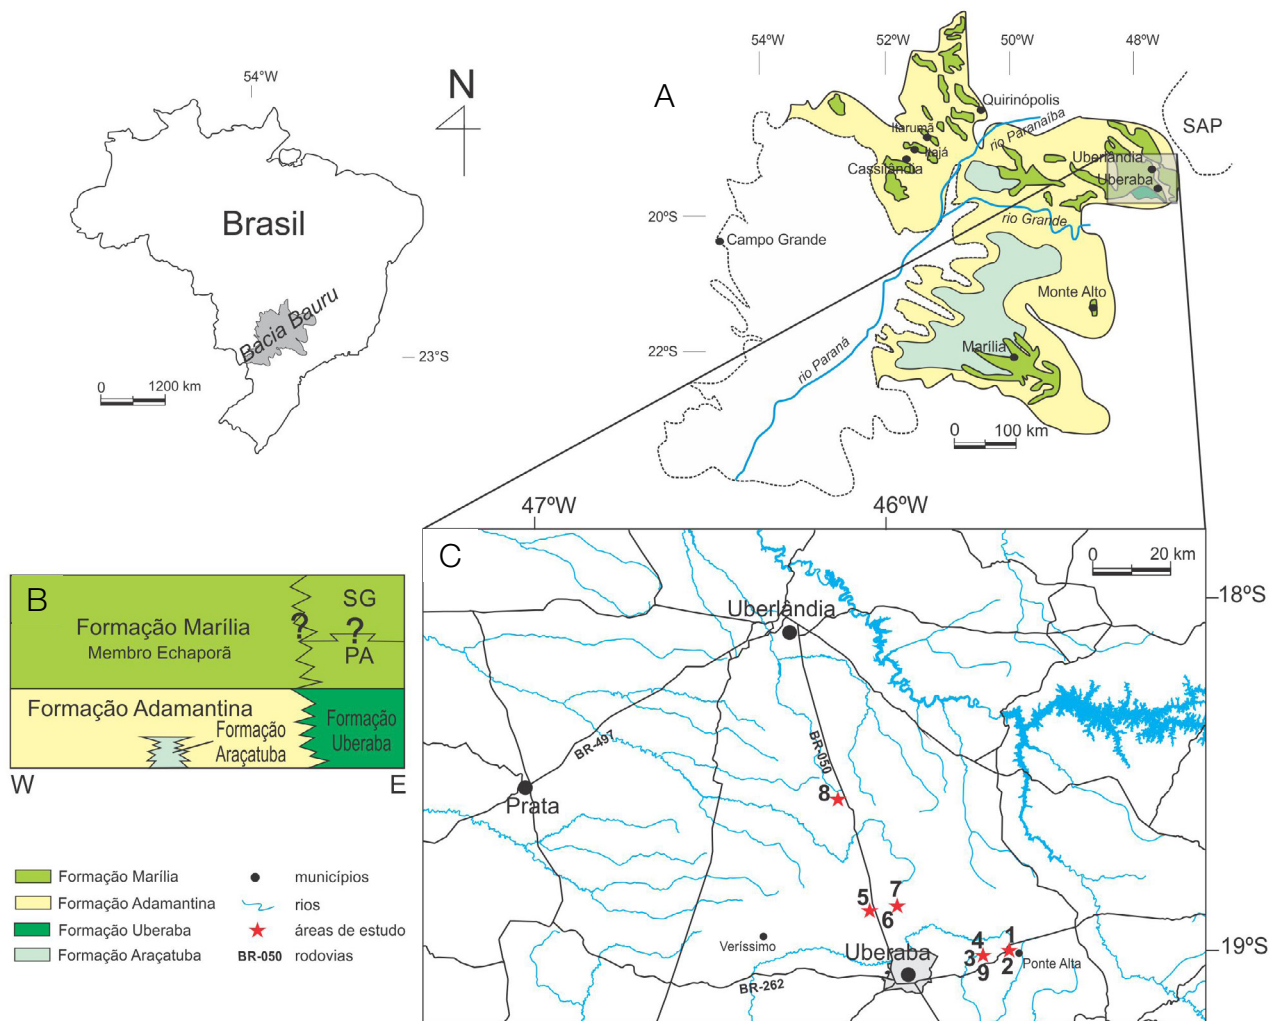 54°W
N
Brasil
Bacia Bauru
23°S
0 1200 km
A
54ºW
52ºW
50ºW
48ºW
SAP
Quirinópolis
rio Paranaíba
Itarumã
Itajá
Cassilândia
Uberlândia
Uberaba
20ºS
Campo Grande
rio Grande
Monte Alto
22ºS
Marília
rio Paraná
0 100 km
B
Formação Marília
Membro Echaporã
?
SG
?
PA
Formação Adamantina
Formação
Araçatuba
Formação
Uberaba
W
E
Formação Marília
Formação Adamantina
Formação Uberaba
Formação Araçatuba
municípios
rios
áreas de estudo
BR-050 rodovias
47ºW
46ºW
C
0 20 km
18ºS
Uberlândia
BR-497
BR-050
Prata
8
5
7
6
Veríssimo
Uberaba
4
1
3
9
2
Ponte Alta
19ºS
BR-262